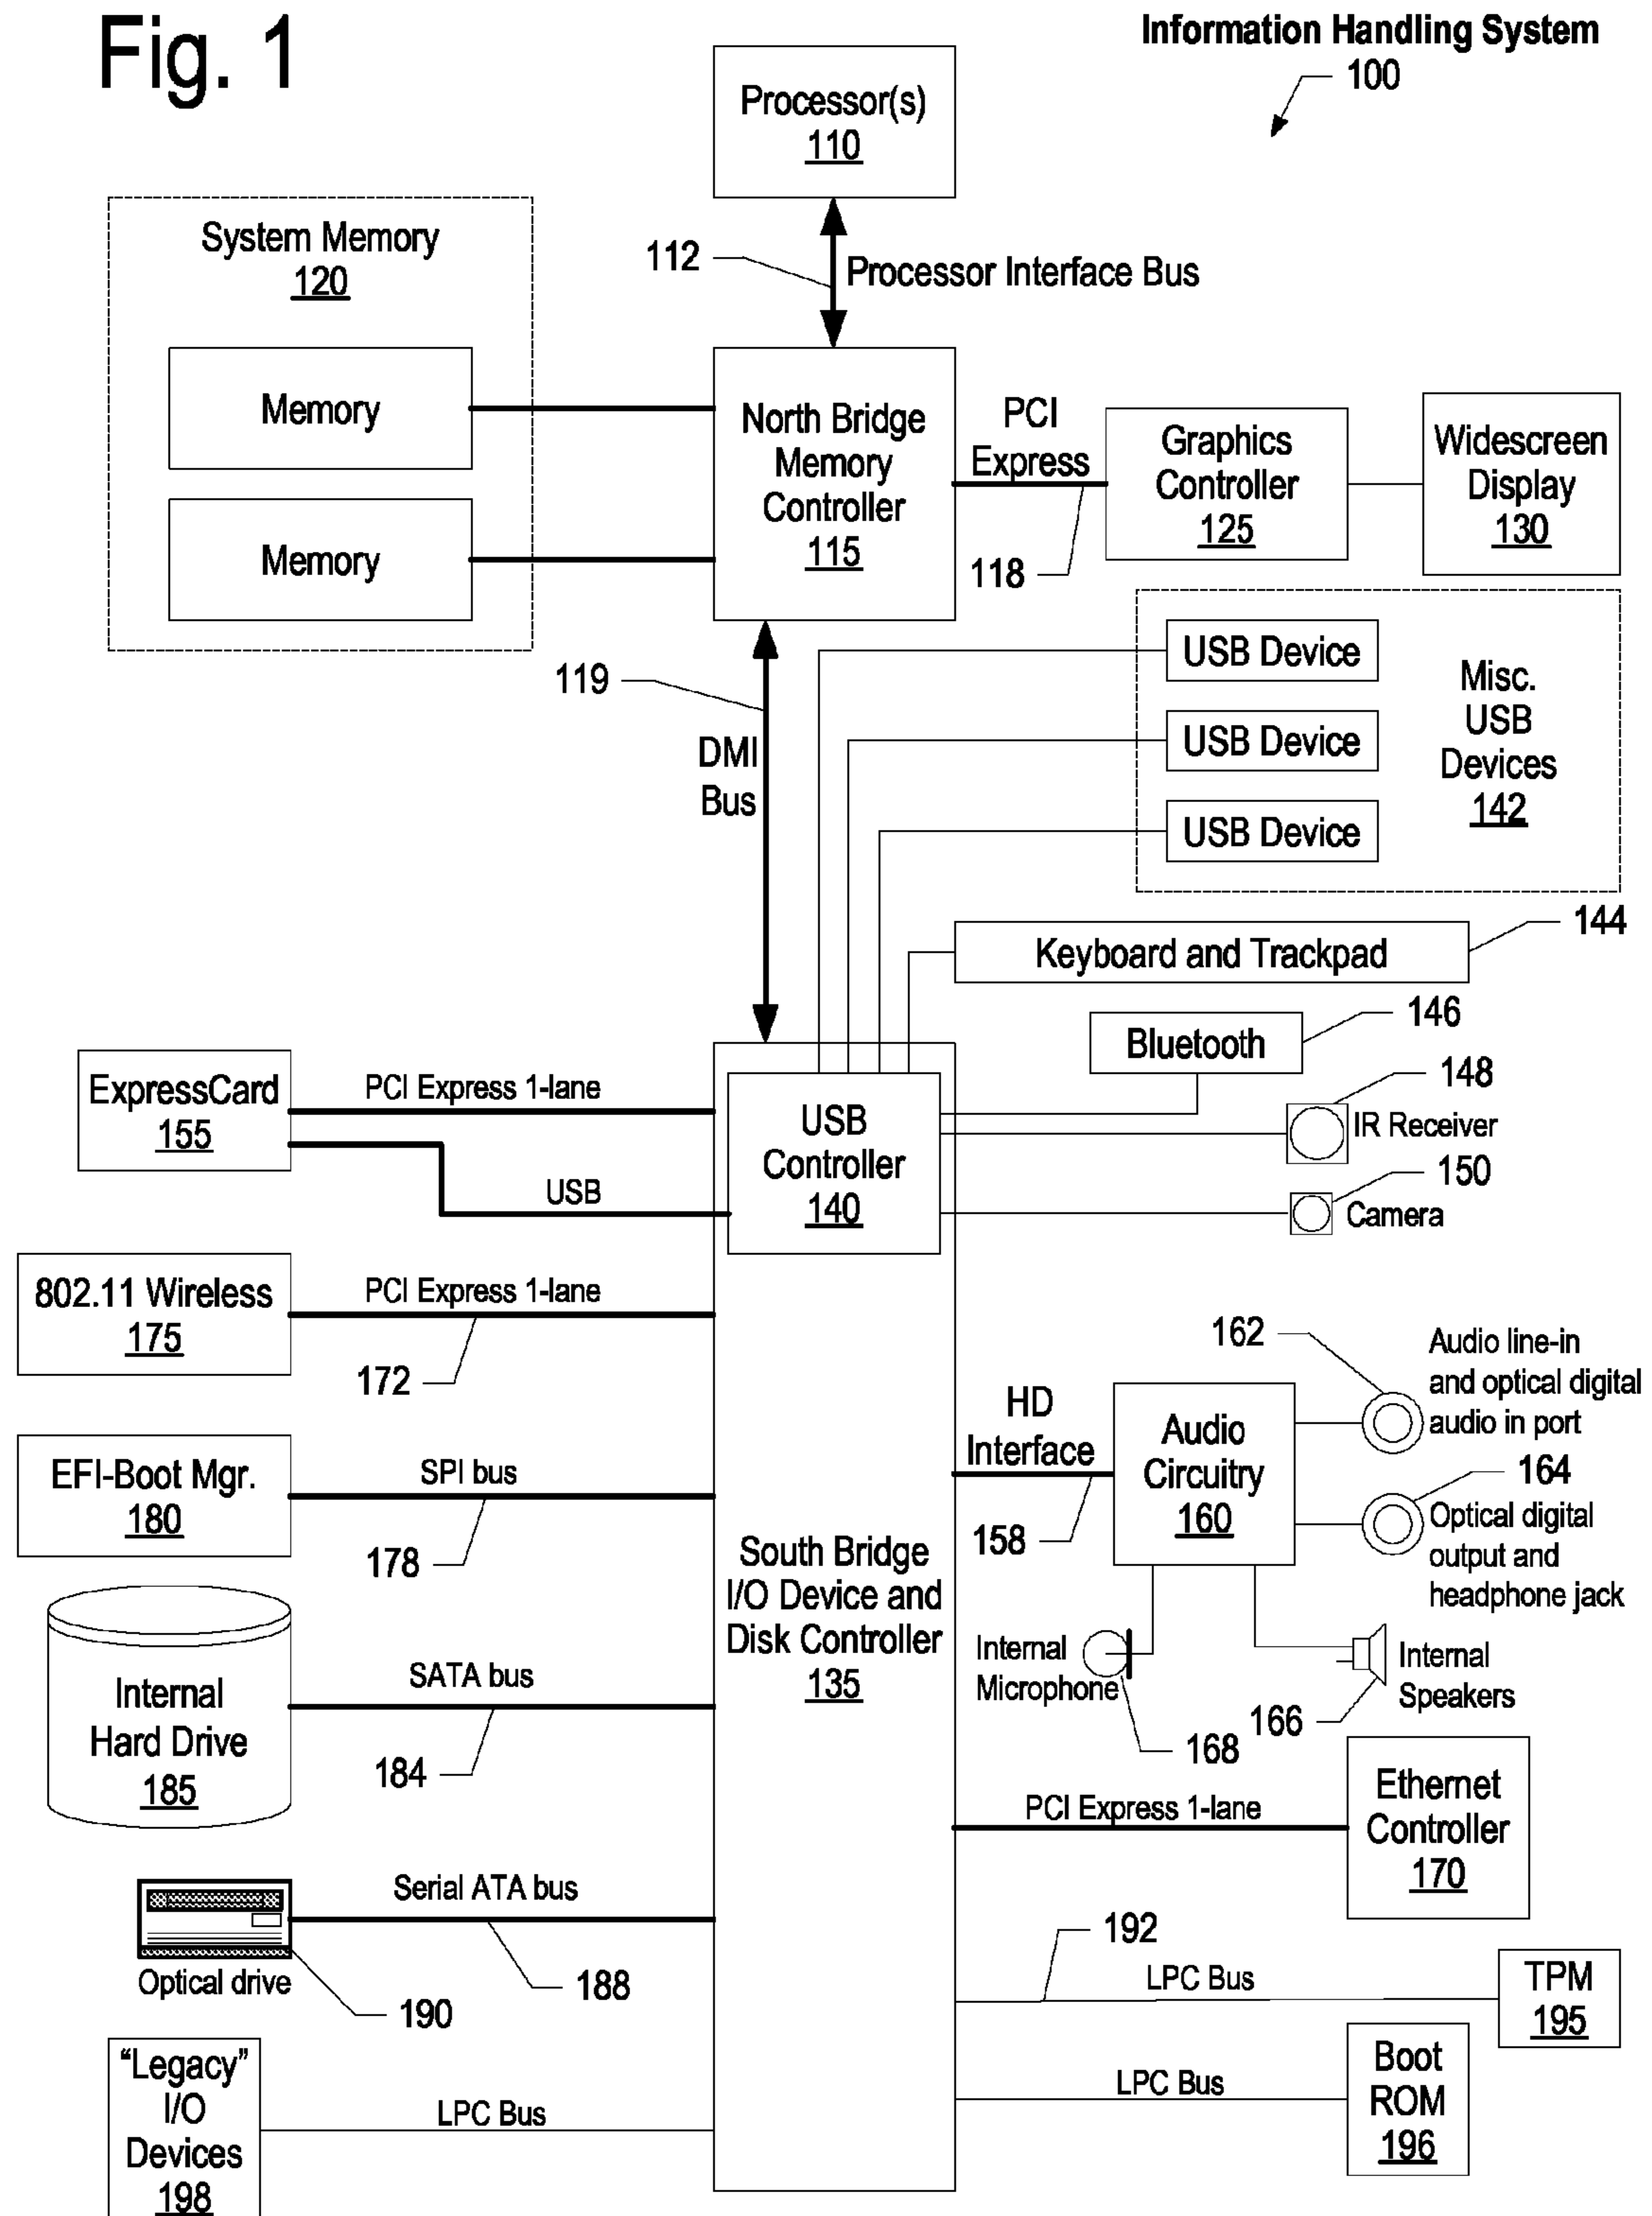 Fig. 1
Information Handling System
100
Processor(s)
110
System Memory
120
112
Processor Interface Bus
Memory
Memory
North Bridge
Memory
Controller
115
PCI
Express
118
Graphics
Controller
125
Widescreen
Display
130
119
DMI
Bus
USB Device
USB Device
USB Device
Misc.
USB
Devices
142
Keyboard and Trackpad
144
Bluetooth
146
148
IR Receiver
150
Camera
ExpressCard
155
PCI Express 1-lane
USB
USB
Controller
140
802.11 Wireless
175
PCI Express 1-lane
172
EFI-Boot Mgr.
180
SPI bus
178
South Bridge
I/O Device and
Disk Controller
135
HD
Interface
158
Audio
Circuitry
160
162
Audio line-in
and optical digital
audio in port
164
Optical digital
output and
headphone jack
Internal
Microphone
168
Internal
Speakers
166
Internal
Hard Drive
185
SATA bus
184
PCI Express 1-lane
Ethernet
Controller
170
Serial ATA bus
188
Optical drive
190
192
LPC Bus
TPM
195
LPC Bus
Boot
ROM
196
“Legacy”
I/O
Devices
198
LPC Bus